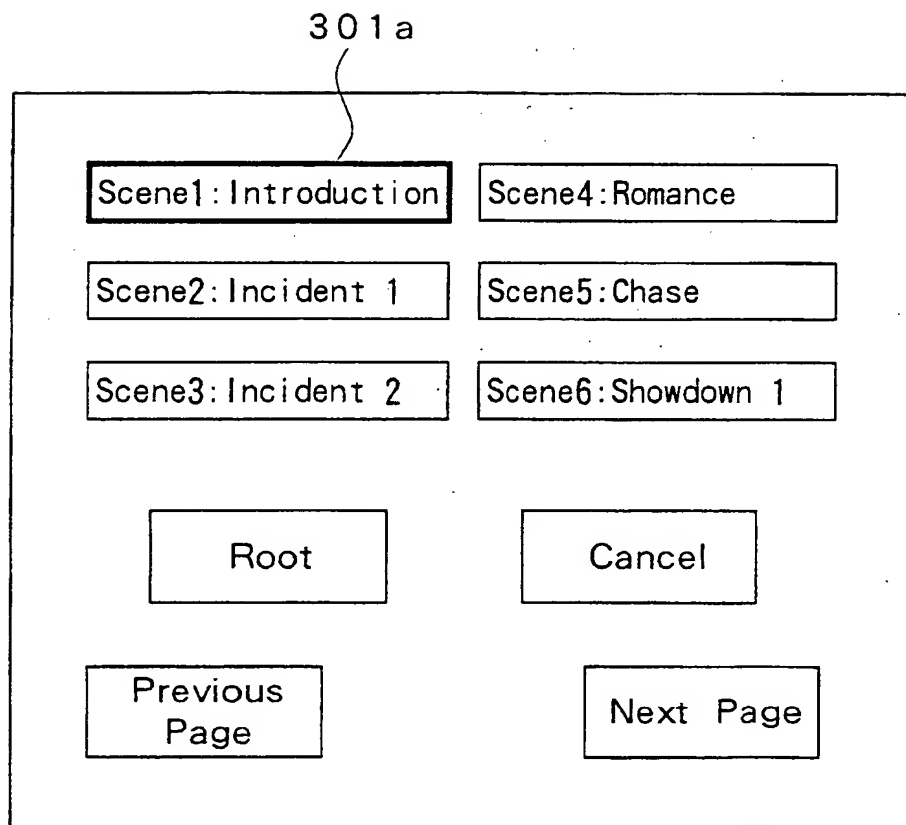 301a
Scene1:Introduction
Scene4:Romance
Scene2:Incident 1
Scene5:Chase
Scene3:Incident 2
Scene6:Showdown 1
Root
Cancel
Previous
Page
Next Page